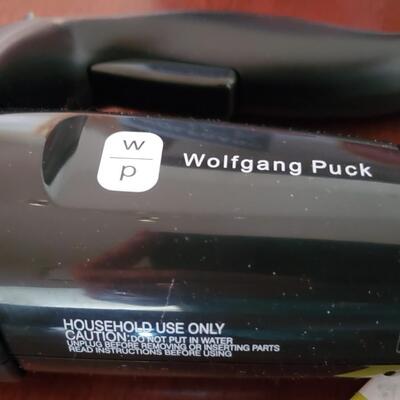 w
p
Wolfgang Puck
HOUSEHOLD USE ONLY
CAUTION: DO NOT PUT IN WATER
UNPLUG BEFORE REMOVING OR INSERTING PARTS
READ INSTRUCTIONS BEFORE USING